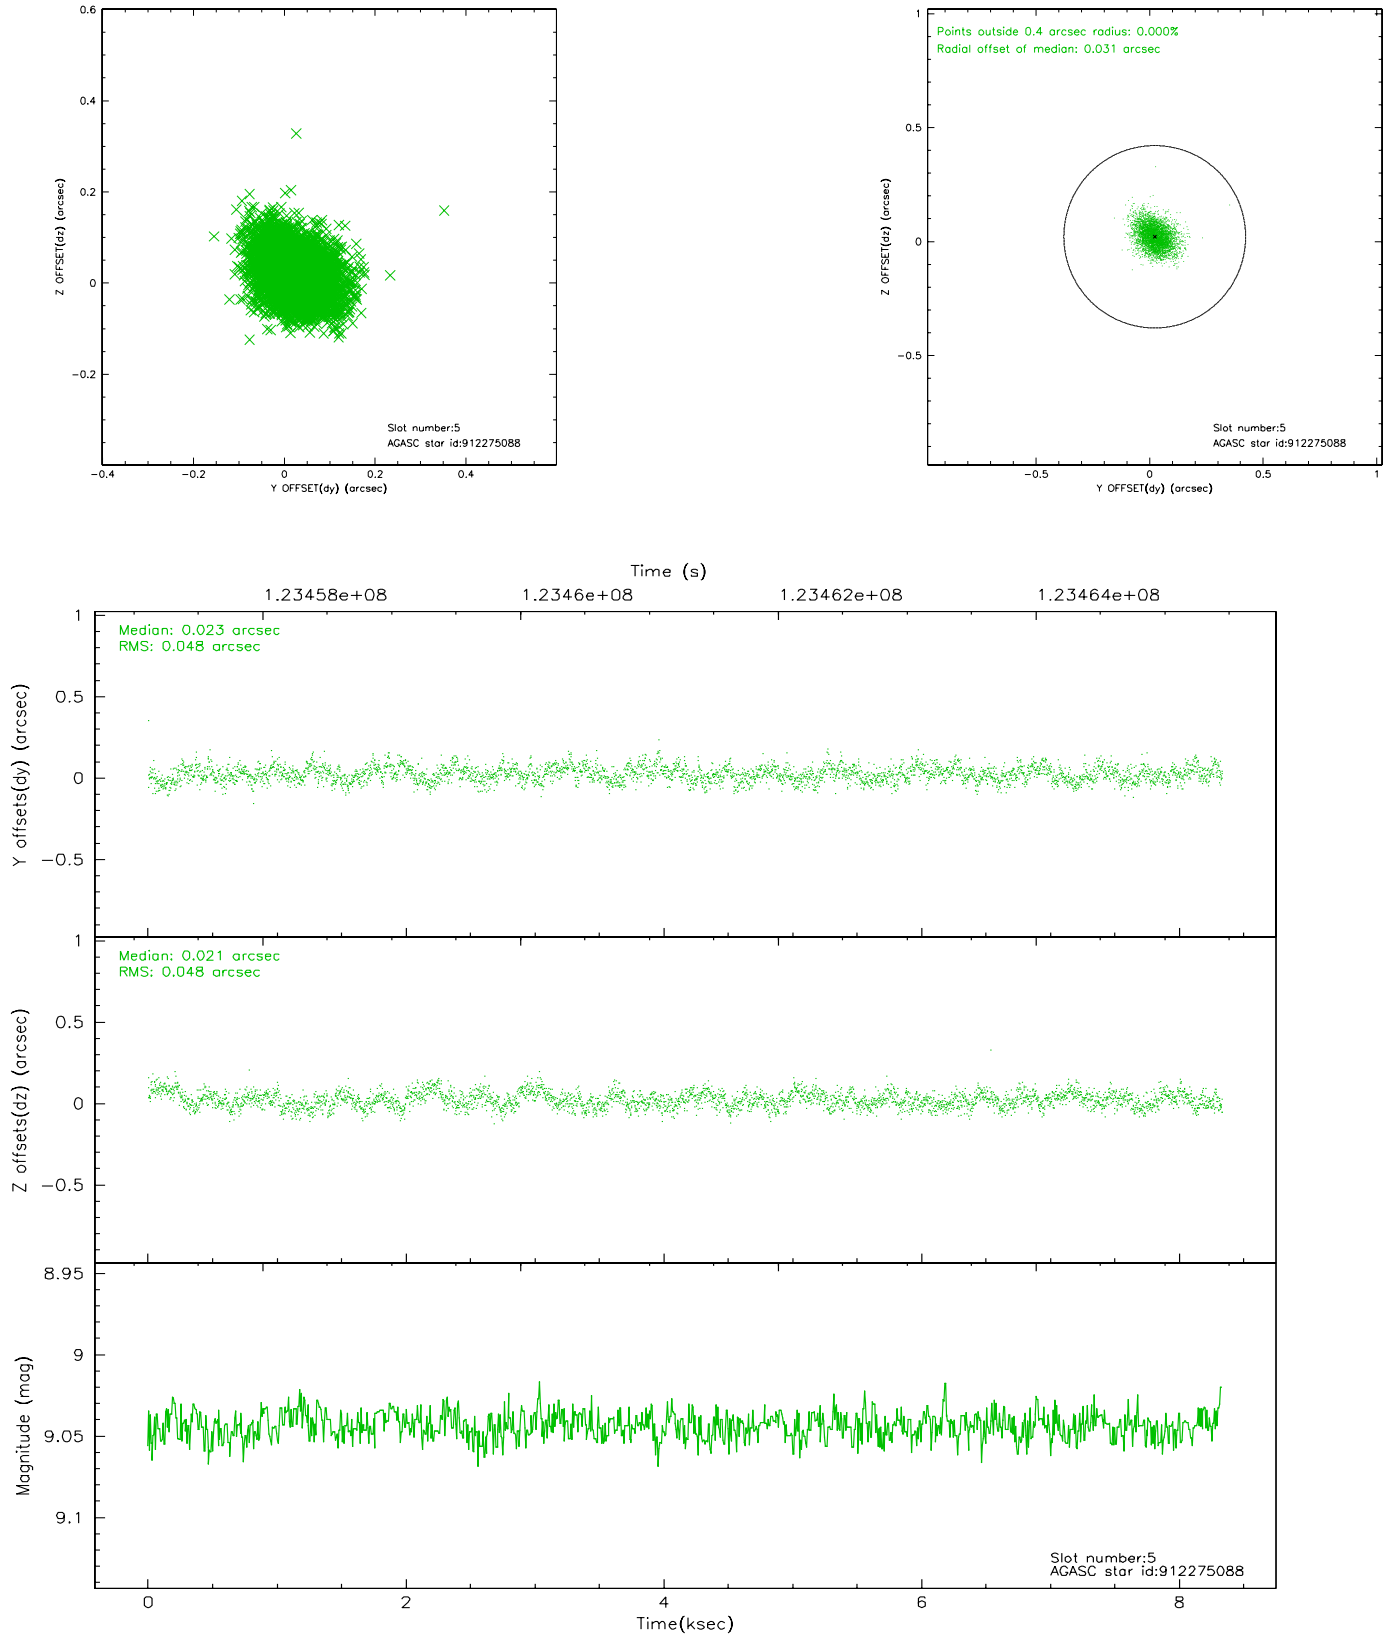 0.6
0.4
0.2
0
−0.2
−0.4
0
0.2
0.4
Z OFFSET(dz) (arcsec)
Y OFFSET(dy) (arcsec)
Slot number:5
AGASC star id:912275088
Points outside 0.4 arcsec radius: 0.000%
Radial offset of median: 0.031 arcsec
1
0.5
0
−0.5
−0.5
0
0.5
1
Z OFFSET(dz) (arcsec)
Y OFFSET(dy) (arcsec)
Slot number:5
AGASC star id:912275088
Time (s)
1.23458e+08
1.2346e+08
1.23462e+08
1.23464e+08
Median: 0.023 arcsec
RMS: 0.048 arcsec
1
0.5
0
−0.5
Y offsets(dy) (arcsec)
Median: 0.021 arcsec
RMS: 0.048 arcsec
1
0.5
0
−0.5
Z offsets(dz) (arcsec)
8.95
9
9.05
9.1
Magnitude (mag)
Slot number:5
AGASC star id:912275088
0
2
4
6
8
Time(ksec)